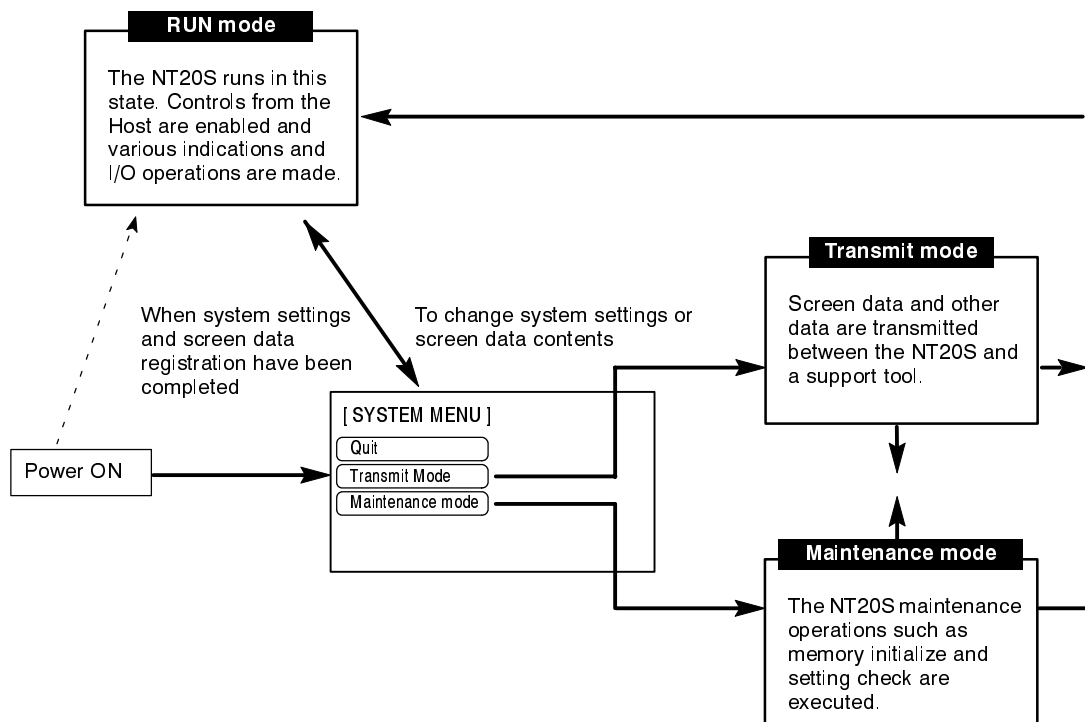 RUN mode
The NT20S runs in this
state. Controls from the
Host are enabled and
various indications and
I/O operations are made.
When system settings
and screen data
registration have been
completed
To change system settings or
screen data contents
Transmit mode
Screen data and other
data are transmitted
between the NT20S and
a support tool.
Power ON
[ SYSTEM MENU ]
Quit
Transmit Mode
Maintenance mode
Maintenance mode
The NT20S maintenance
operations such as
memory initialize and
setting check are
executed.